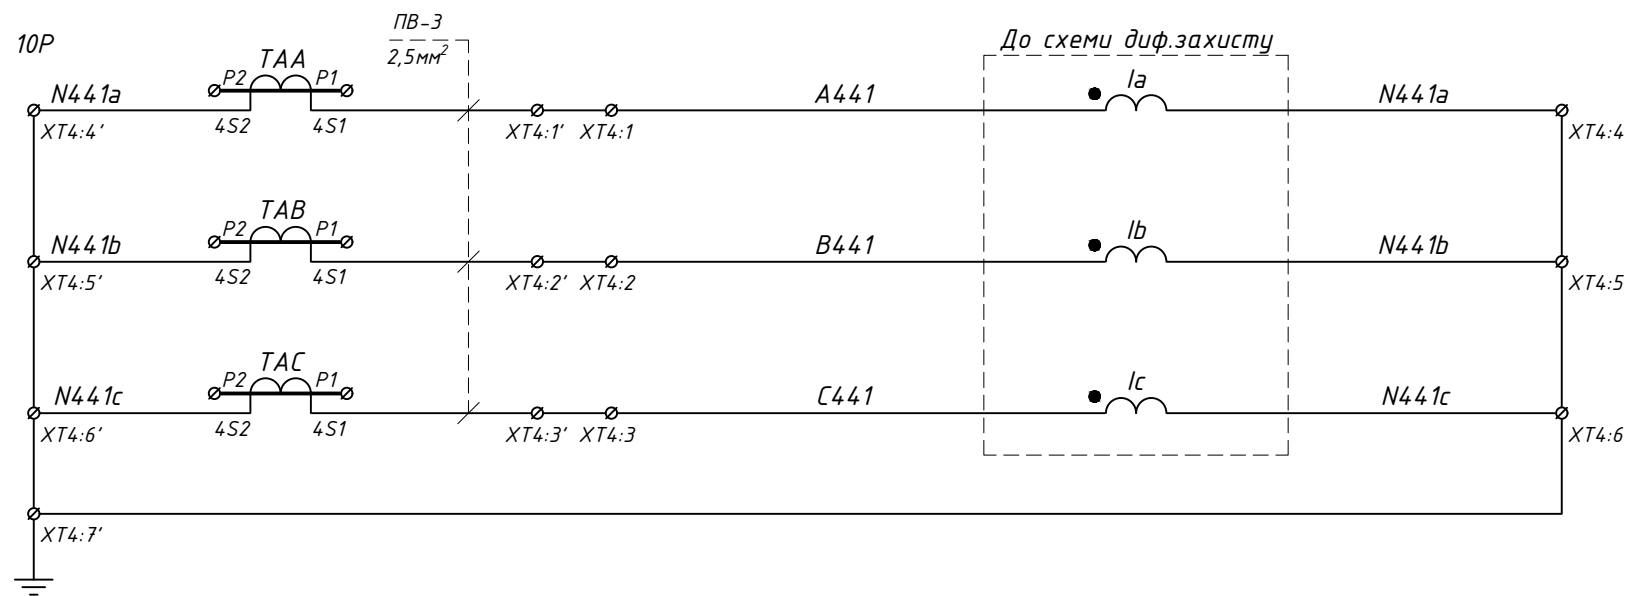 ПВ-3
2,5мм²
10P
До схеми диф.захисту
N441a
P2
TAA
P1
A441
Ia
N441a
XT4:4'
4S2
4S1
XT4:1'
XT4:1
XT4:4
N441b
P2
TAB
P1
B441
Ib
N441b
XT4:5'
4S2
4S1
XT4:2'
XT4:2
XT4:5
N441c
P2
TAC
P1
C441
Ic
N441c
XT4:6'
4S2
4S1
XT4:3'
XT4:3
XT4:6
XT4:7'